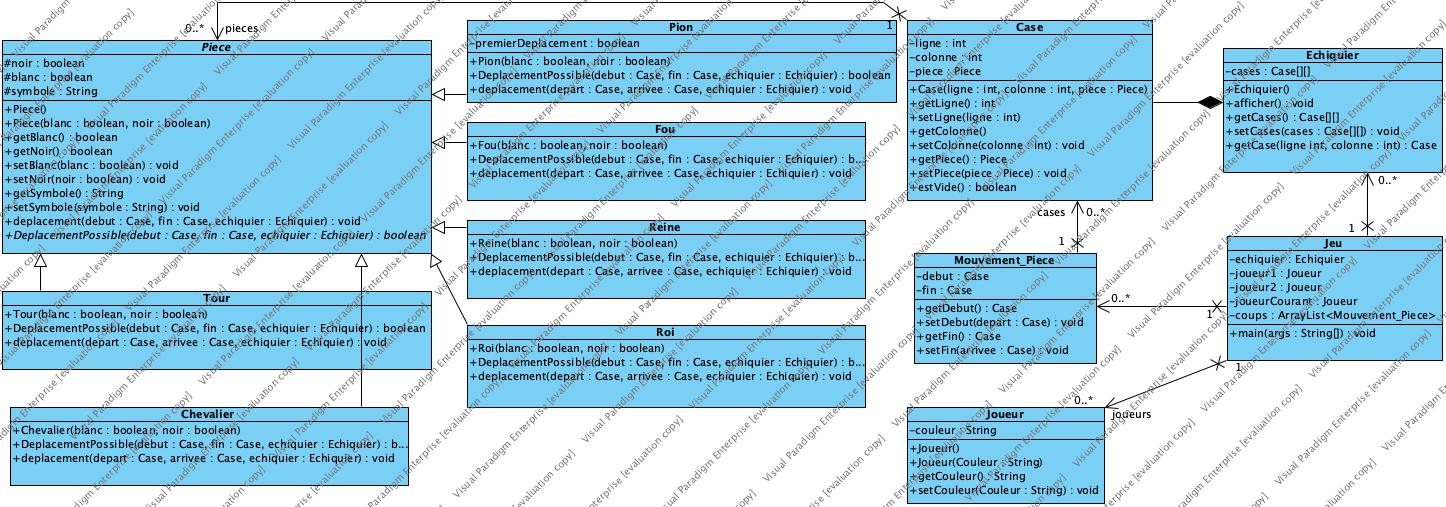 0..*
pieces
Piece
#noir : boolean
#blanc : boolean
#symbole : String
+Piece()
+Piece(blanc : boolean, noir : boolean)
+getBlanc() : boolean
+getNoir() : boolean
+setBlanc(blanc : boolean) : void
+setNoir(noir : boolean) : void
+getSymbole() : String
+setSymbole(symbole : String) : void
+deplacement(debut : Case, fin : Case, echiquier : Echiquier) : void
+DeplacementPossible(debut : Case, fin : Case, echiquier : Echiquier) : boolean
Tour
+Tour(blanc : boolean, noir : boolean)
+DeplacementPossible(debut : Case, fin : Case, echiquier : Echiquier) : boolean
+deplacement(depart : Case, arrivee : Case, echiquier : Echiquier) : void
Chevalier
+Chevalier(blanc : boolean, noir : boolean)
+DeplacementPossible(debut : Case, fin : Case, echiquier : Echiquier) : b...
+deplacement(depart : Case, arrivee : Case, echiquier : Echiquier) : void
Pion
-premierDeplacement : boolean
+Pion(blanc : boolean, noir : boolean)
+DeplacementPossible(debut : Case, fin : Case, echiquier : Echiquier) : boolean
+deplacement(depart : Case, arrivee : Case, echiquier : Echiquier) : void
Fou
+Fou(blanc : boolean, noir : boolean)
+DeplacementPossible(debut : Case, fin : Case, echiquier : Echiquier) : b...
+deplacement(depart : Case, arrivee : Case, echiquier : Echiquier) : void
Reine
+Reine(blanc : boolean, noir : boolean)
+DeplacementPossible(debut : Case, fin : Case, echiquier : Echiquier) : b...
+deplacement(depart : Case, arrivee : Case, echiquier : Echiquier) : void
Roi
+Roi(blanc : boolean, noir : boolean)
+DeplacementPossible(debut : Case, fin : Case, echiquier : Echiquier) : b...
+deplacement(depart : Case, arrivee : Case, echiquier : Echiquier) : void
1
Case
-ligne : int
-colonne : int
-piece : Piece
+Case(ligne : int, colonne : int, piece : Piece)
+getLigne() : int
+setLigne(ligne : int)
+getColonne()
+setColonne(colonne : int) : void
+getPiece() : Piece
+setPiece(piece : Piece) : void
+estVide() : boolean
cases
0..*
1
Mouvement_Piece
-debut : Case
-fin : Case
+getDebut() : Case
+setDebut(depart : Case) : void
+getFin() : Case
+setFin(arrivee : Case) : void
0..*
1
Echiquier
-cases : Case[][]
+Echiquier()
+afficher() : void
+getCases() : Case[][]
+setCases(cases : Case[][]) : void
+getCase(ligne int, colonne : int) : Case
0..*
1
Jeu
-echiquier : Echiquier
-joueur1 : Joueur
-joueur2 : Joueur
-joueurCourant : Joueur
-coups : ArrayList<Mouvement_Piece>
+main(args : String[]) : void
1
0..*
joueurs
Joueur
-couleur : String
+Joueur()
+Joueur(Couleur : String)
+getCouleur() : String
+setCouleur(Couleur : String) : void
Visual Paradigm Enterprise [evaluation copy]